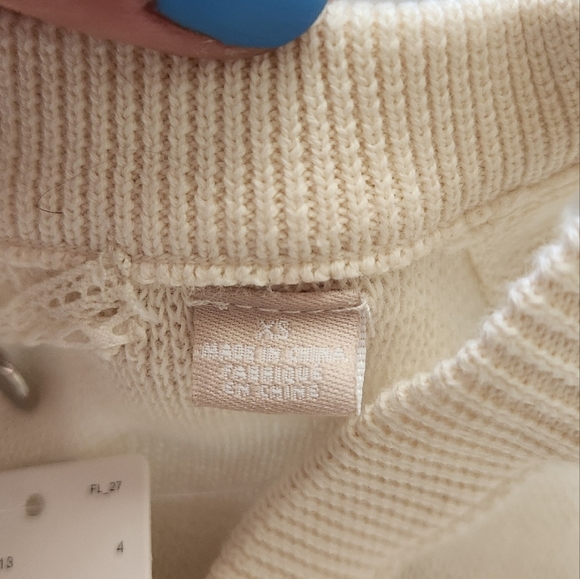 XS
MADE IN CHINA
FABRIQUE
EN CHINE
FL_27
4
13